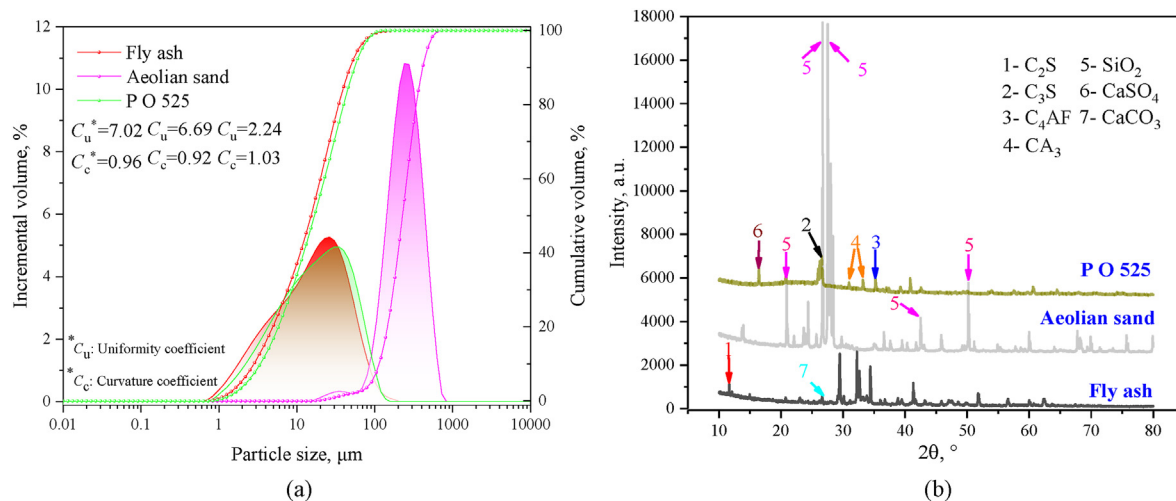 (a)
12
10
8
6
4
2
0
Incremental volume, %
Fly ash
Aeolian sand
P O 525
Cu*=7.02 Cu=6.69 Cu=2.24
Cc*=0.96 Cc=0.92 Cc=1.03
*Cu: Uniformity coefficient
*Cc: Curvature coefficient
100
80
60
40
20
0
Cumulative volume, %
0.01 0.1 1 10 100 1000 10000
Particle size, μm
(a)
(b)
18000
16000
14000
12000
10000
8000
6000
4000
2000
0
Intensity, a.u.
1- C2S 5- SiO2
2- C3S 6- CaSO4
3- C4AF 7- CaCO3
4- CA3
5 5
6 5 2 4 3 5
P O 525
Aeolian sand
5
1 7
Fly ash
10 20 30 40 50 60 70 80
2θ, °
(b)